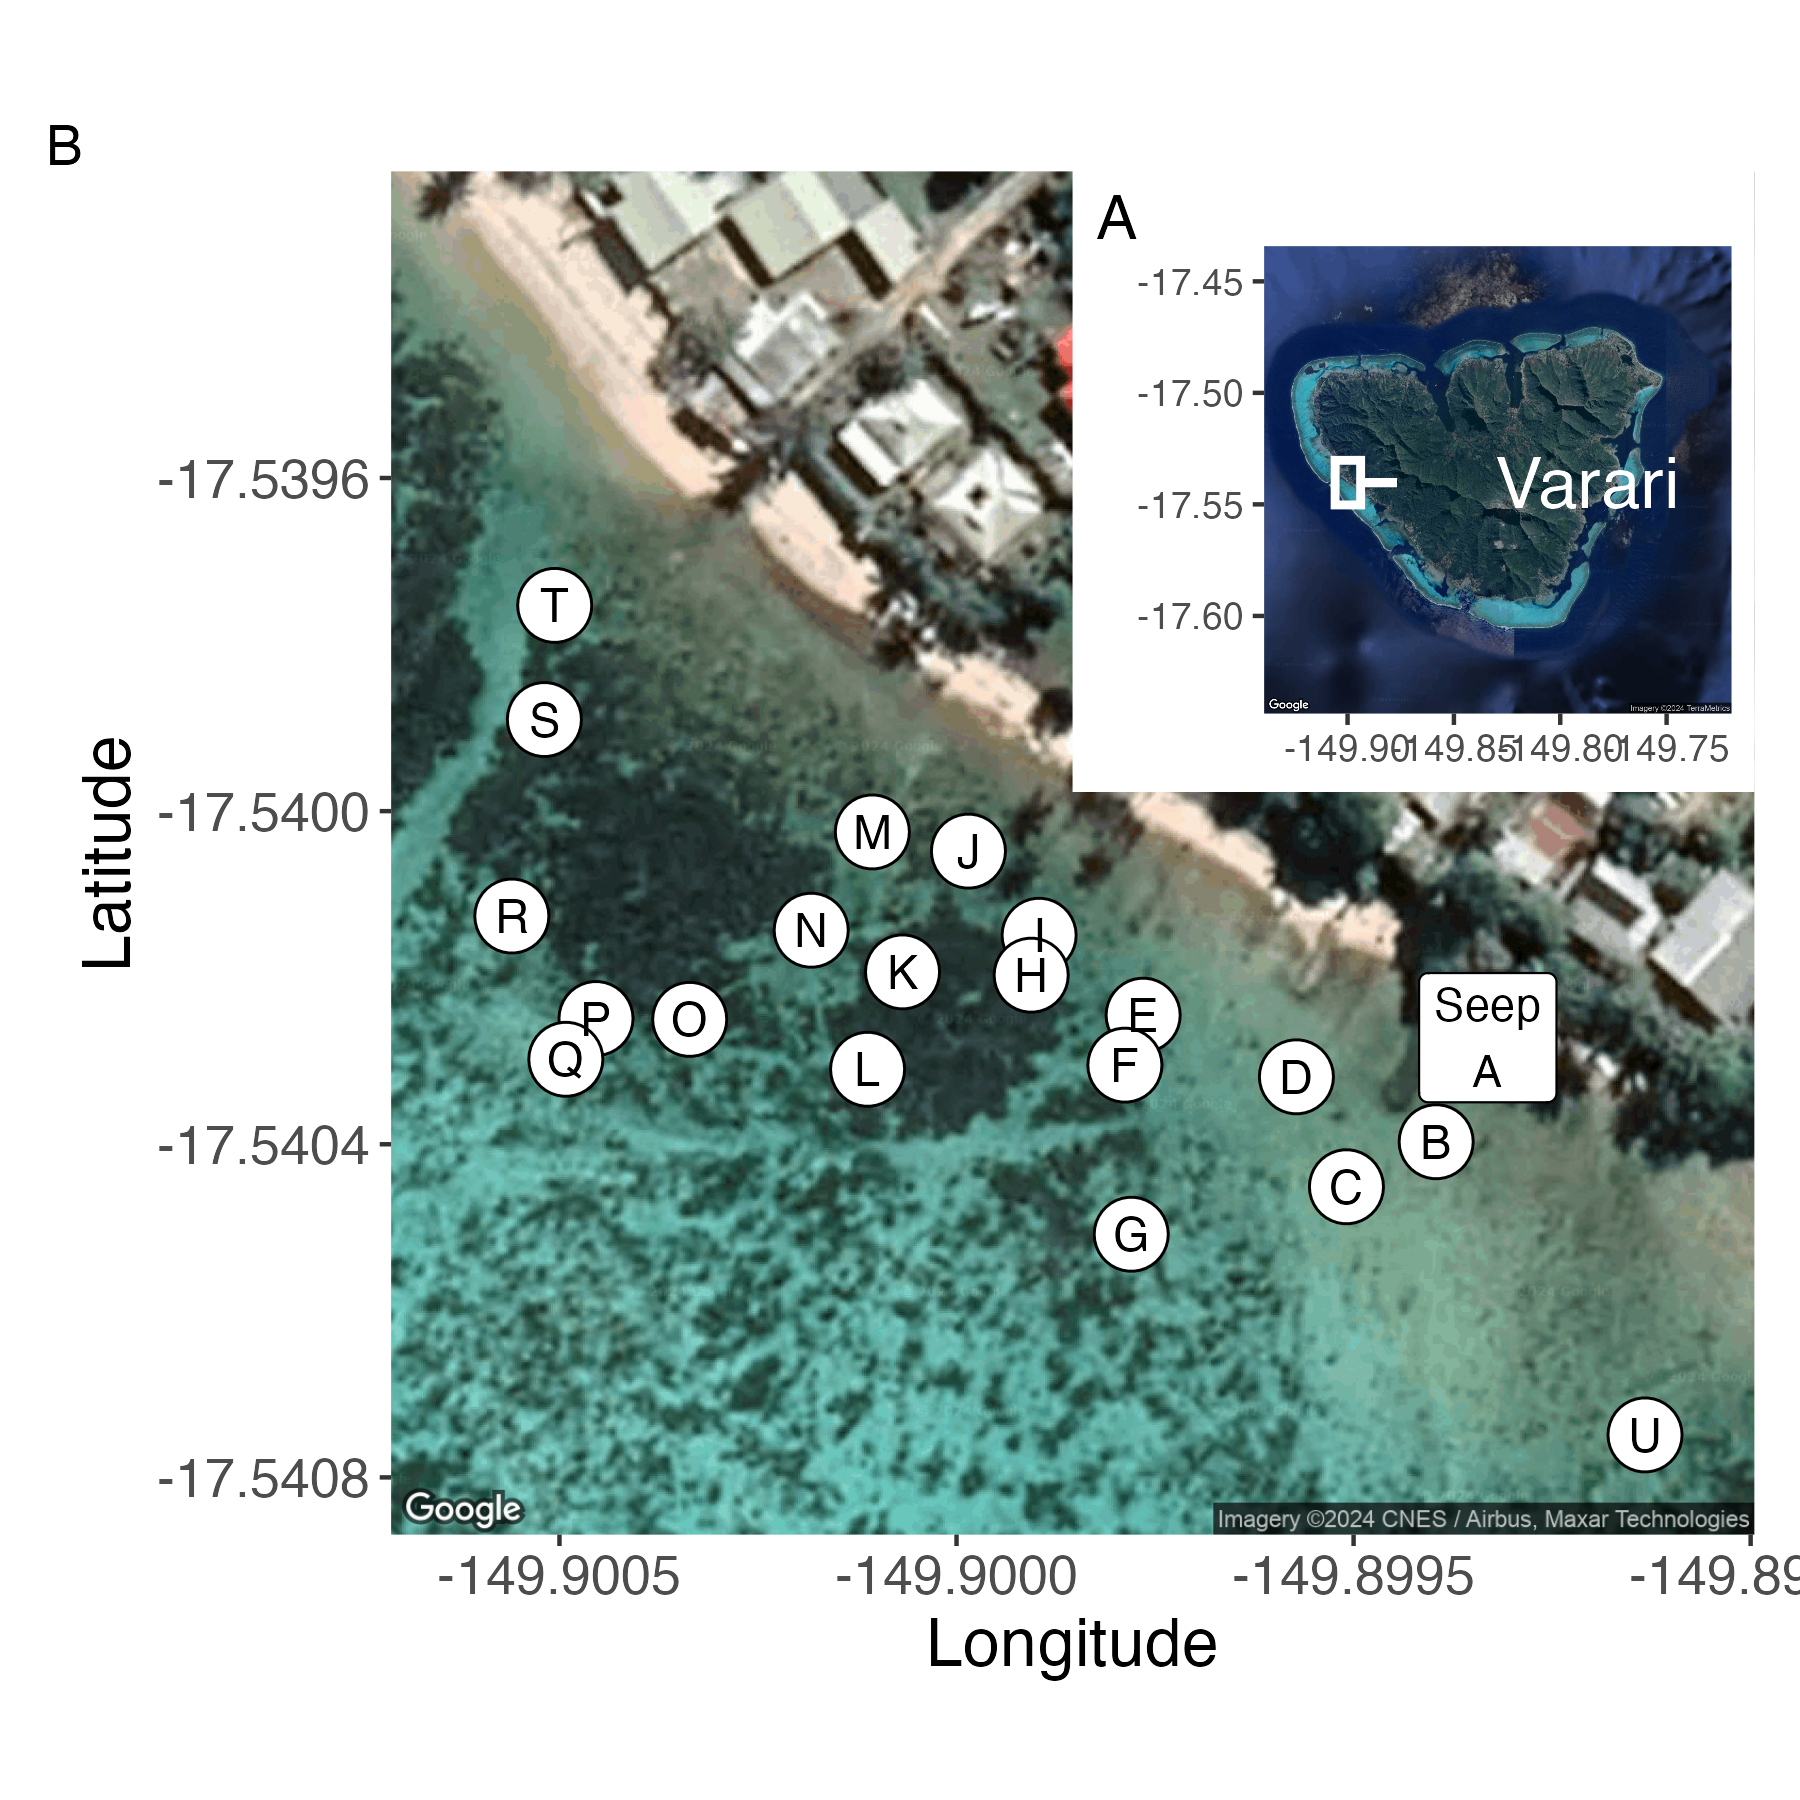 B
A
-17.45
-17.50
-17.55
-17.60
Varari
Google
Imagery ©2024 TerraMetrics
-149.90
-149.85
-149.80
-149.75
Latitude
-17.5396
-17.5400
-17.5404
-17.5408
T
S
M
J
R
N
I
K
H
P
O
E
Q
L
F
D
Seep
A
B
C
G
U
Google
Imagery ©2024 CNES / Airbus, Maxar Technologies
-149.9005
-149.9000
-149.8995
-149.89
Longitude